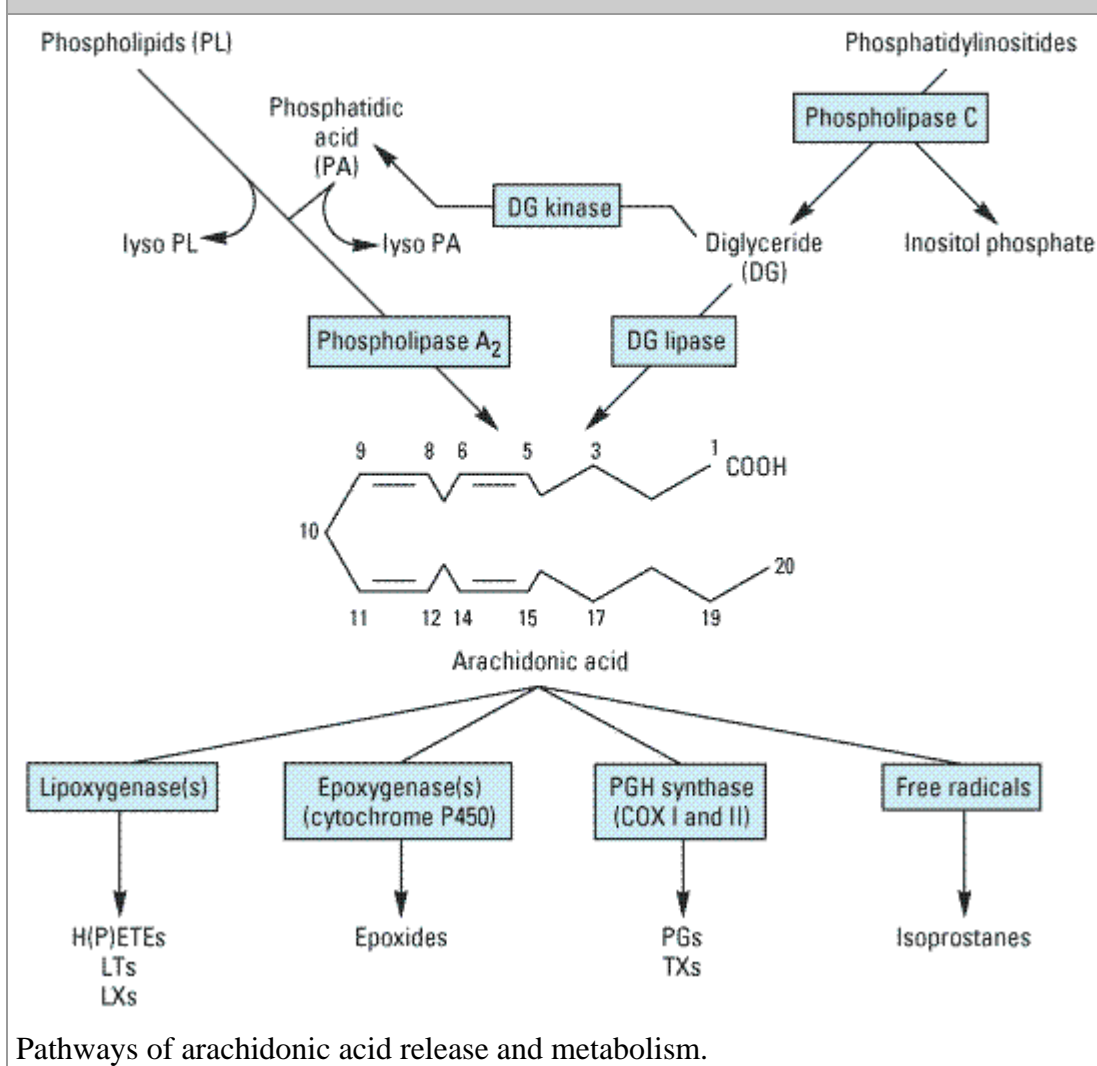 Phospholipids (PL)
Phosphatidylinositides
Phosphatidic
acid
(PA)
Phospholipase C
DG kinase
lyso PL
lyso PA
Diglyceride
(DG)
Inositol phosphate
Phospholipase A2
DG lipase
9 8 6 5 3 1
COOH
10
20
11 12 14 15 17 19
Arachidonic acid
Lipoxygenase(s)
Epoxygenase(s)
(cytochrome P450)
PGH synthase
(COX I and II)
Free radicals
H(P)ETEs
LTs
LXs
Epoxides
PGs
TXs
Isoprostanes
Pathways of arachidonic acid release and metabolism.